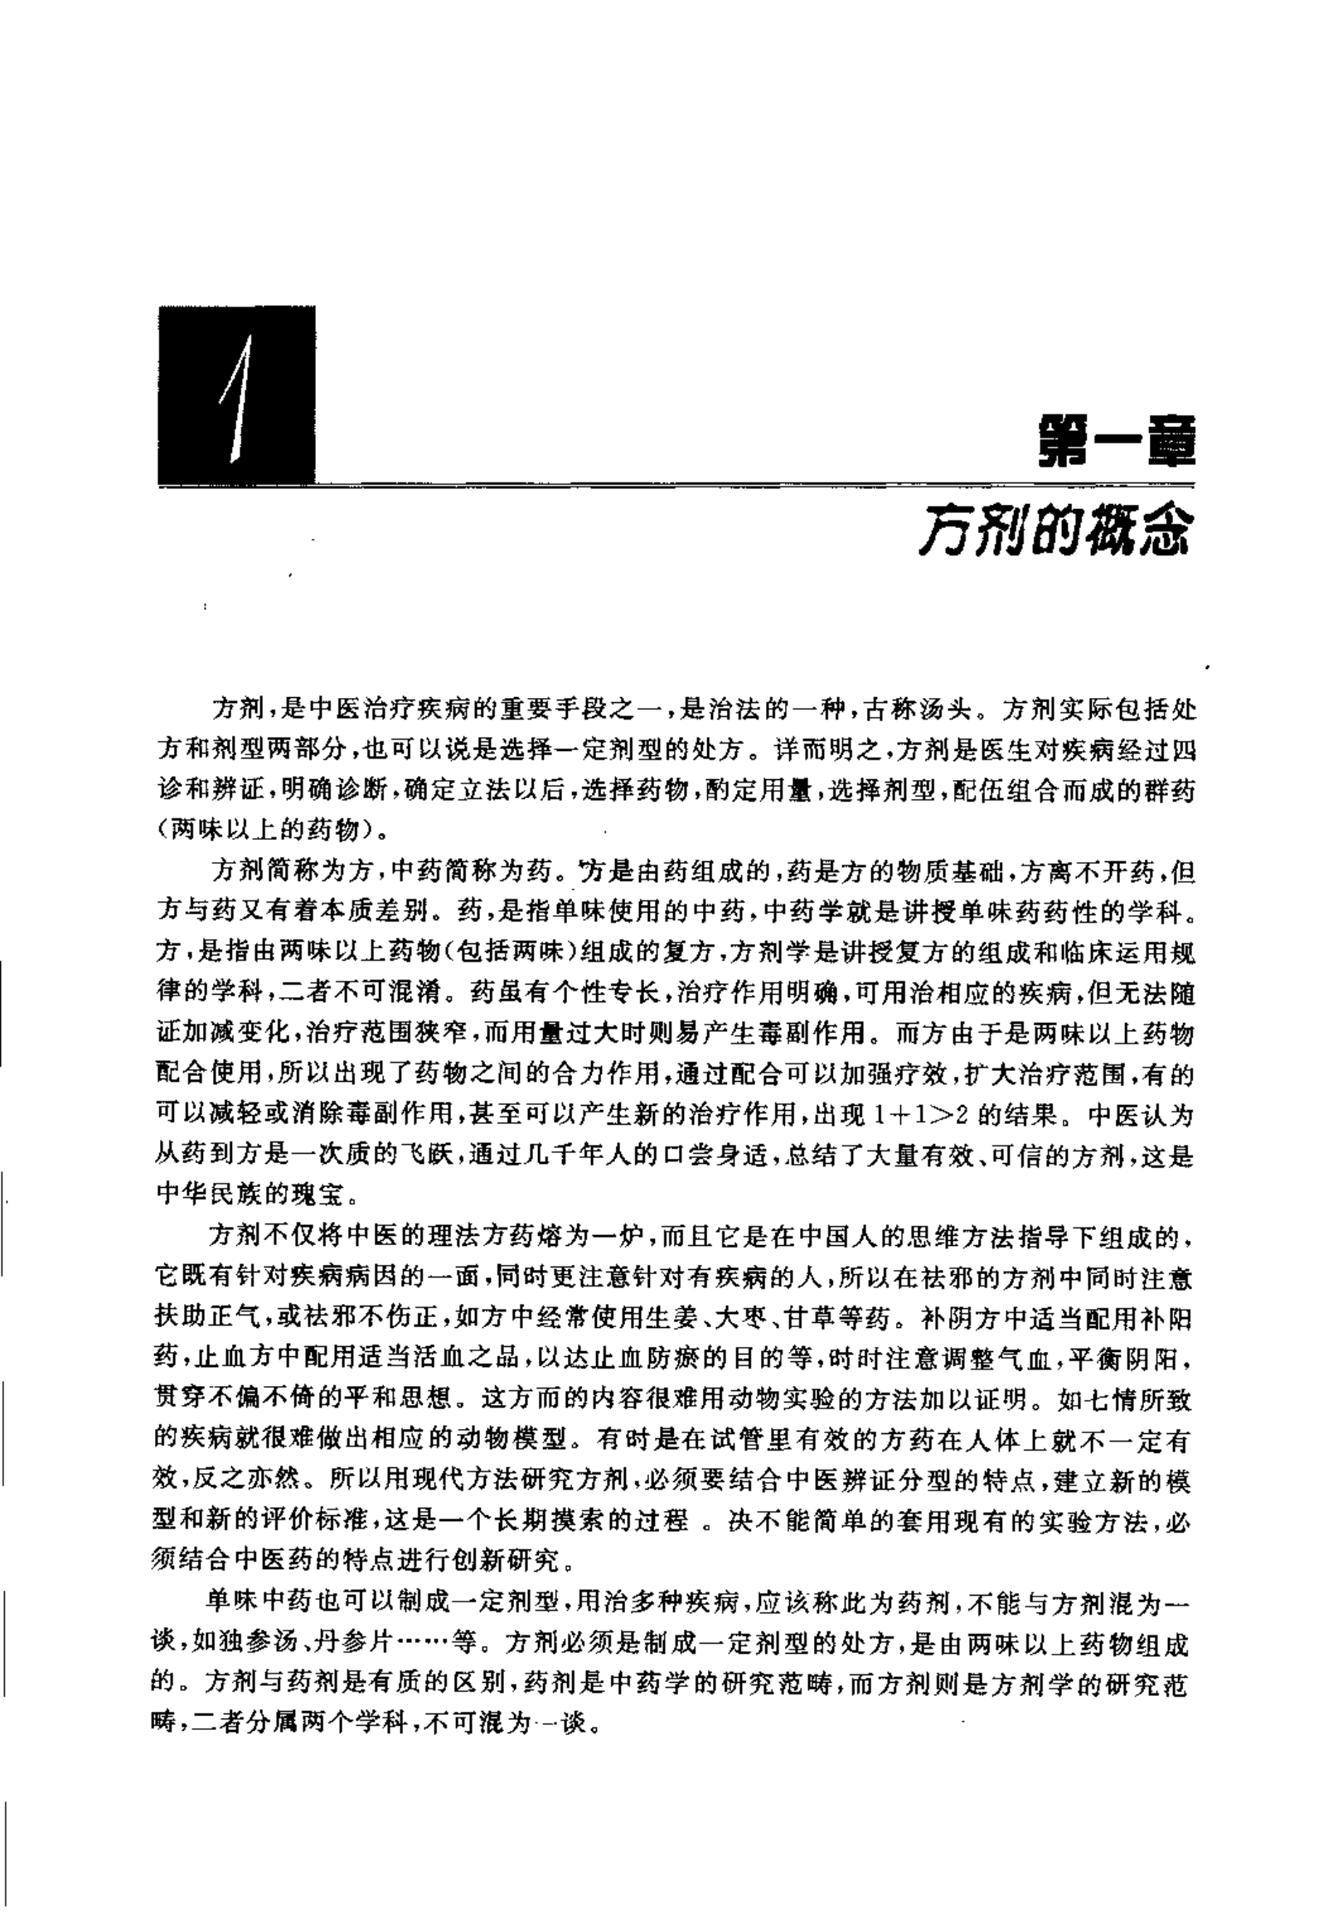 1
第一章
方剂的概念
方剂,是中医治疗疾病的重要手段之一,是治法的一种,古称汤头。方剂实际包括处
方和剂型两部分,也可以说是选择一定剂型的处方。详而明之,方剂是医生对疾病经过四
诊和辨证,明确诊断,确定立法以后,选择药物,酌定用量,选择剂型,配伍组合而成的群药
(两味以上的药物)。
方剂简称为方,中药简称为药。方是由药组成的,药是方的物质基础,方离不开药,但
方与药又有着本质差别。药,是指单味使用的中药,中药学就是讲授单味药药性的学科。
方,是指由两味以上药物(包括两味)组成的复方,方剂学是讲授复方的组成和临床运用规
律的学科,二者不可混淆。药虽有个性专长,治疗作用明确,可用治相应的疾病,但无法随
证加减变化,治疗范围狭窄,而用量过大时则易产生毒副作用。而方由于是两味以上药物
配合使用,所以出现了药物之间的合力作用,通过配合可以加强疗效,扩大治疗范围,有的
可以减轻或消除毒副作用,甚至可以产生新的治疗作用,出现1+1>2的结果。中医认为
从药到方是一次质的飞跃,通过几千年人的口尝身适,总结了大量有效、可信的方剂,这是
中华民族的瑰宝。
方剂不仅将中医的理法方药熔为一炉,而且它是在中国人的思维方法指导下组成的,
它既有针对疾病病因的一面,同时更注意针对有疾病的人,所以在祛邪的方剂中同时注意
扶助正气,或祛邪不伤正,如方中经常使用生姜、大枣、甘草等药。补阴方中适当配用补阳
药,止血方中配用适当活血之品,以达止血防瘀的目的等,时时注意调整气血,平衡阴阳,
贯穿不偏不倚的平和思想。这方而的内容很难用动物实验的方法加以证明。如七情所致
的疾病就很难做出相应的动物模型。有时是在试管里有效的方药在人体上就不一定有
效,反之亦然。所以用现代方法研究方剂,必须要结合中医辨证分型的特点,建立新的模
型和新的评价标准,这是一个长期摸索的过程。决不能简单的套用现有的实验方法,必
须结合中医药的特点进行创新研究。
单味中药也可以制成一定剂型,用治多种疾病,应该称此为药剂,不能与方剂混为一
谈,如独参汤、丹参片……等。方剂必须是制成一定剂型的处方,是由两味以上药物组成
的。方剂与药剂是有质的区别,药剂是中药学的研究范畴,而方剂则是方剂学的研究范
畴,二者分属两个学科,不可混为一谈。